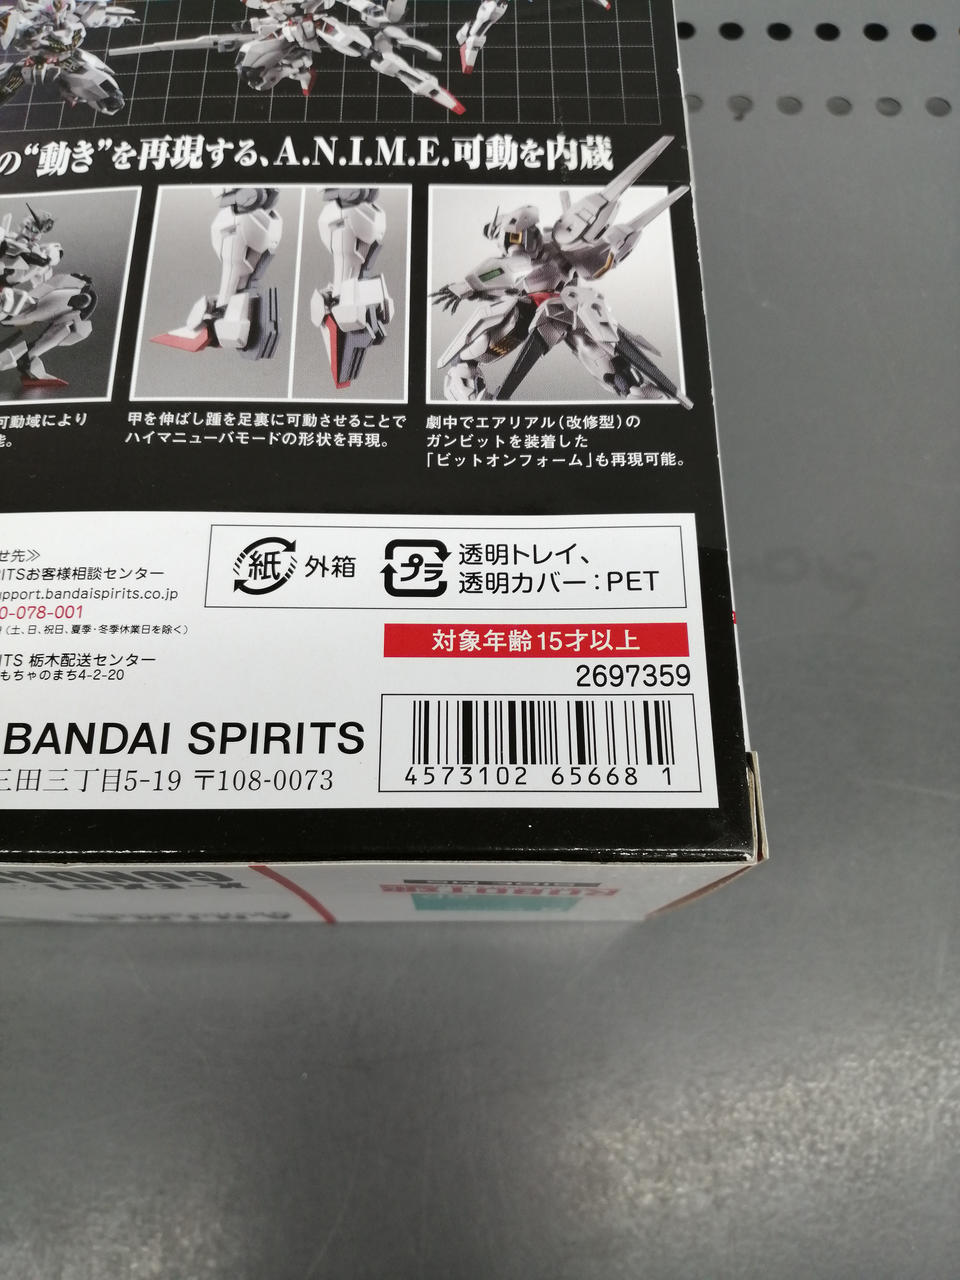 の“動き”を再現する、A.N.I.M.E.可動を内蔵
可動域により
能。
甲を伸ばし踵を足裏に可動させることで
ハイマニューバモードの形状を再現。
劇中でエアリアル(改修型)の
ガンビットを装着した
「ビットオンフォーム」も再現可能。
せ先≫
RITSお客様相談センター
upport.bandaispirits.co.jp
0-078-001
(土、日、祝日、夏季・冬季休業日を除く)
RITS 栃木配送センター
もちゃのまち4-2-20
BANDAI SPIRITS
三田三丁目5-19 〒108-0073
紙 外箱
プラ 透明トレイ、
透明カバー:PET
対象年齢15才以上
2697359
4573102 65668 1